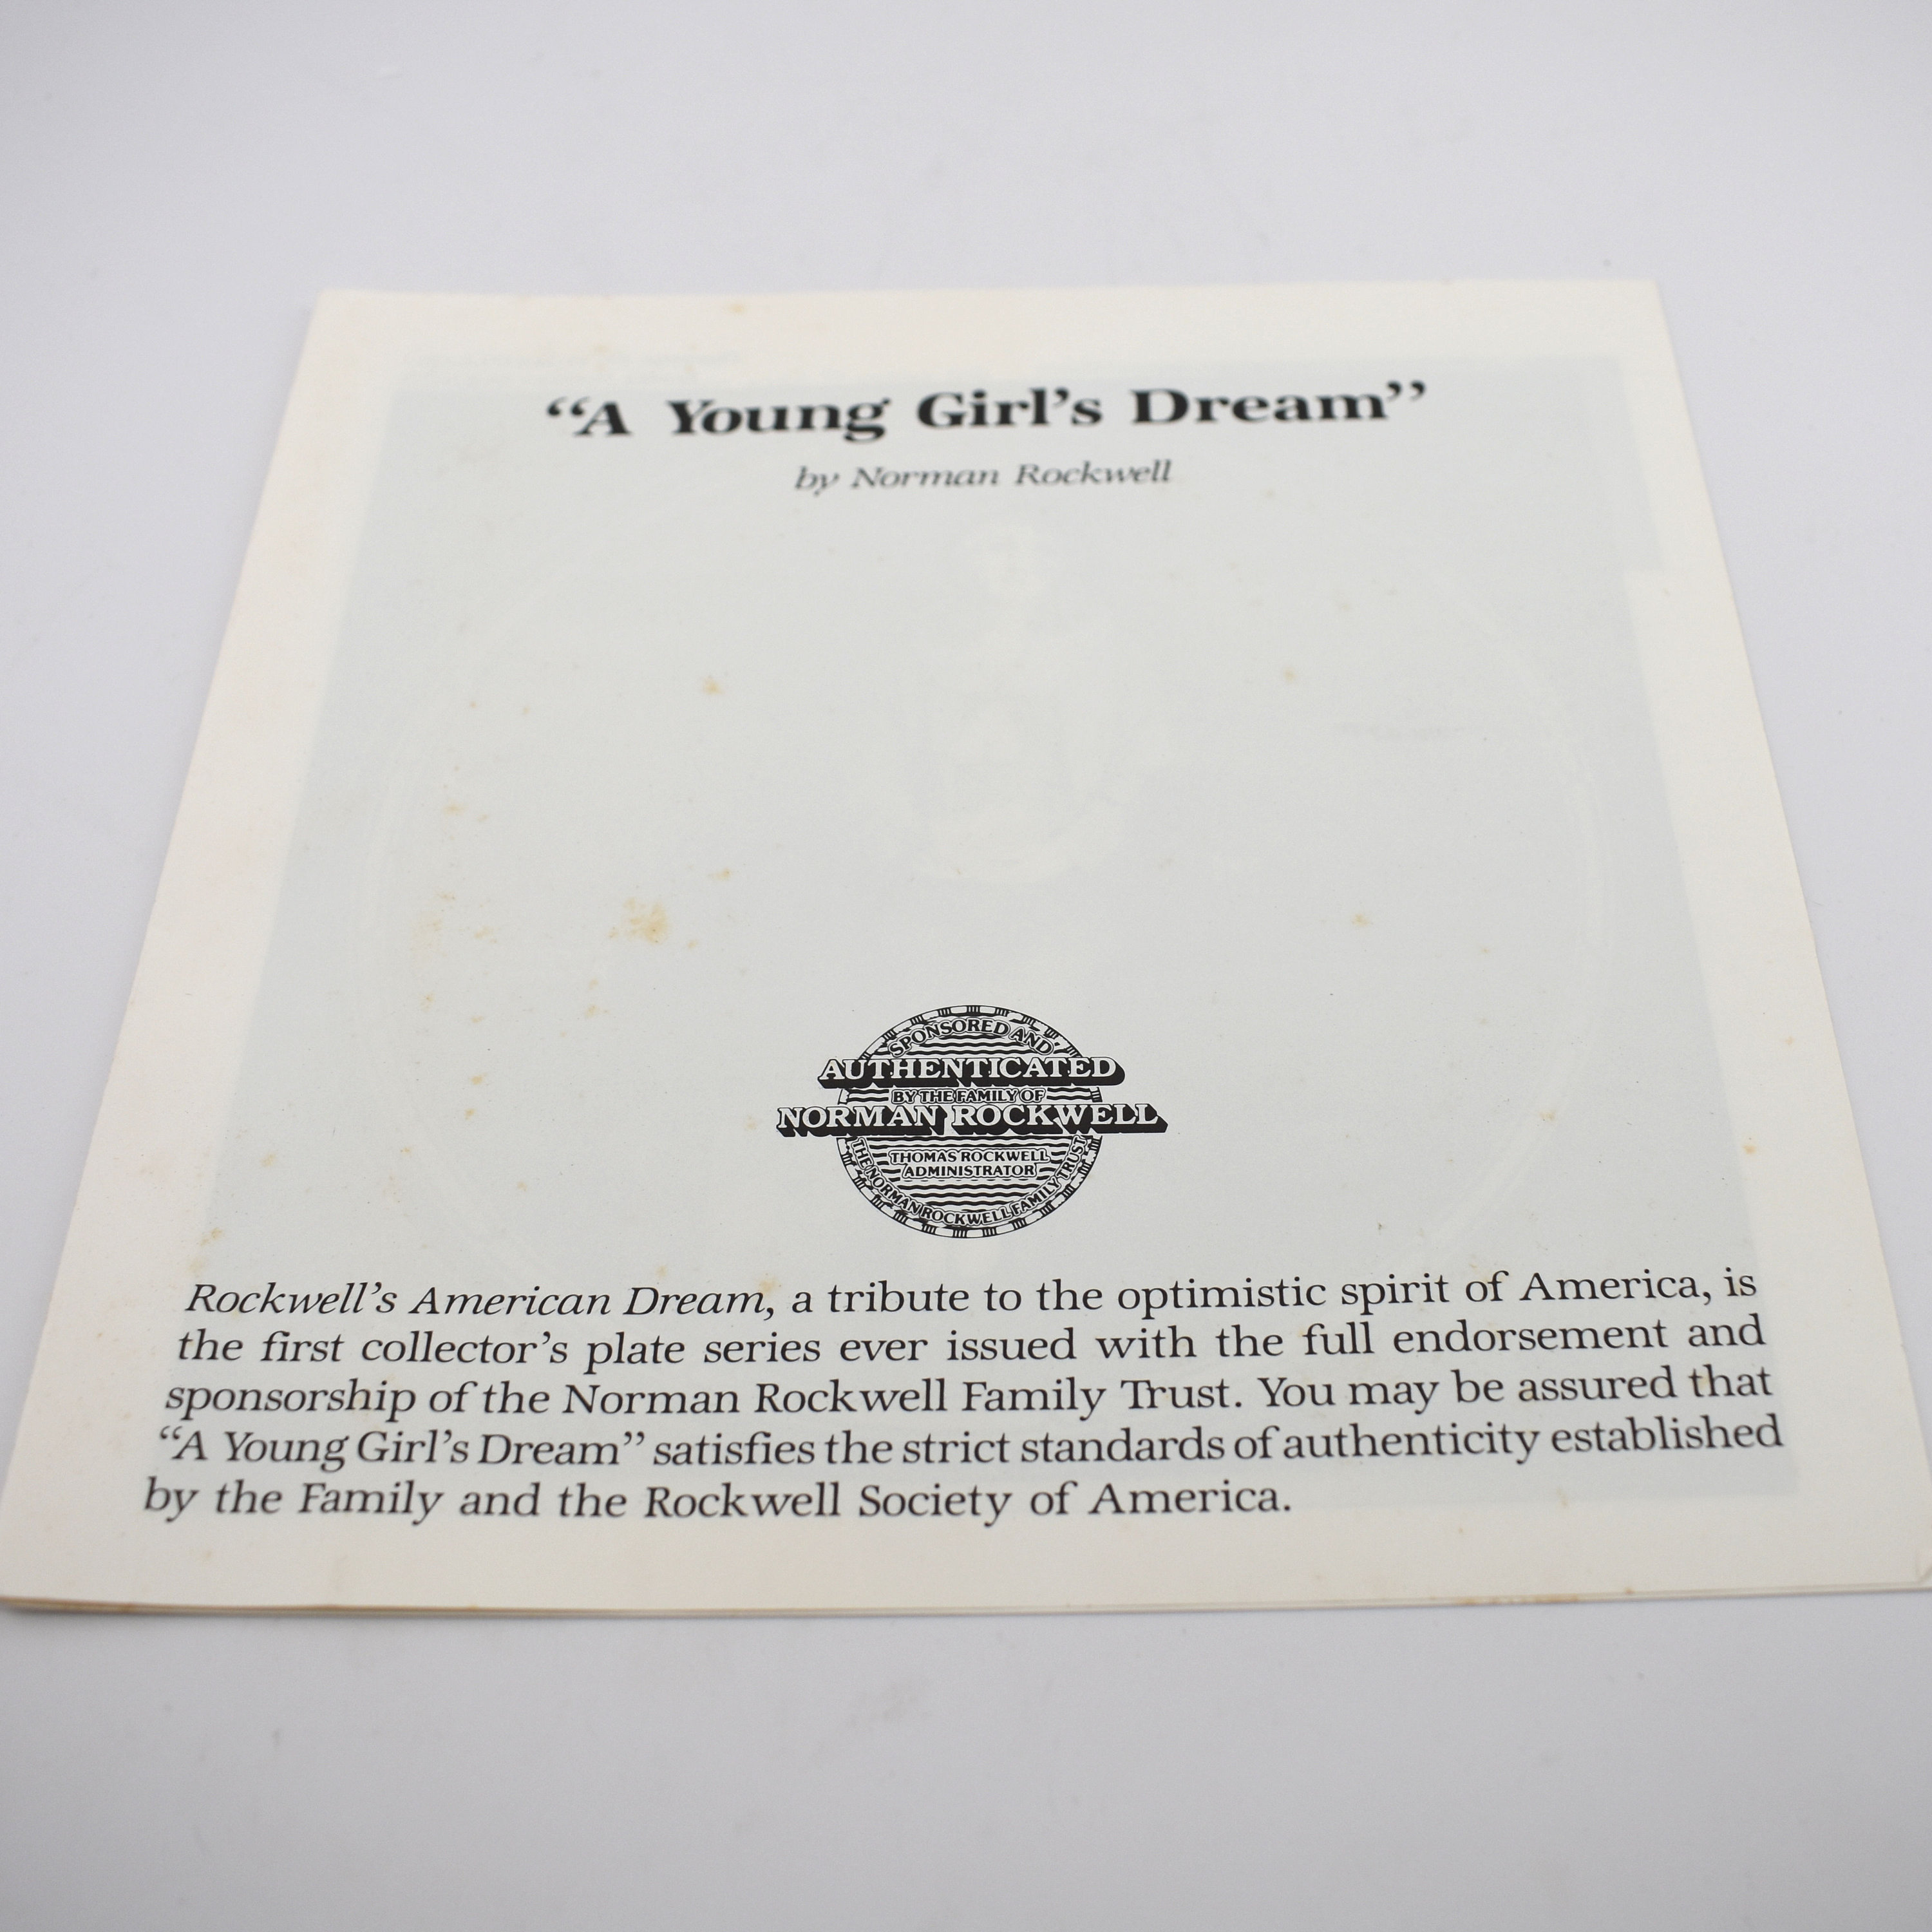 “A Young Girl’s Dream”
by Norman Rockwell
SPONSORED AND
AUTHENTICATED
BY THE FAMILY OF
NORMAN ROCKWELL
THOMAS ROCKWELL
ADMINISTRATOR
THE NORMAN ROCKWELL FAMILY TRUST
Rockwell’s American Dream, a tribute to the optimistic spirit of America, is
the first collector’s plate series ever issued with the full endorsement and
sponsorship of the Norman Rockwell Family Trust. You may be assured that
“A Young Girl’s Dream” satisfies the strict standards of authenticity established
by the Family and the Rockwell Society of America.